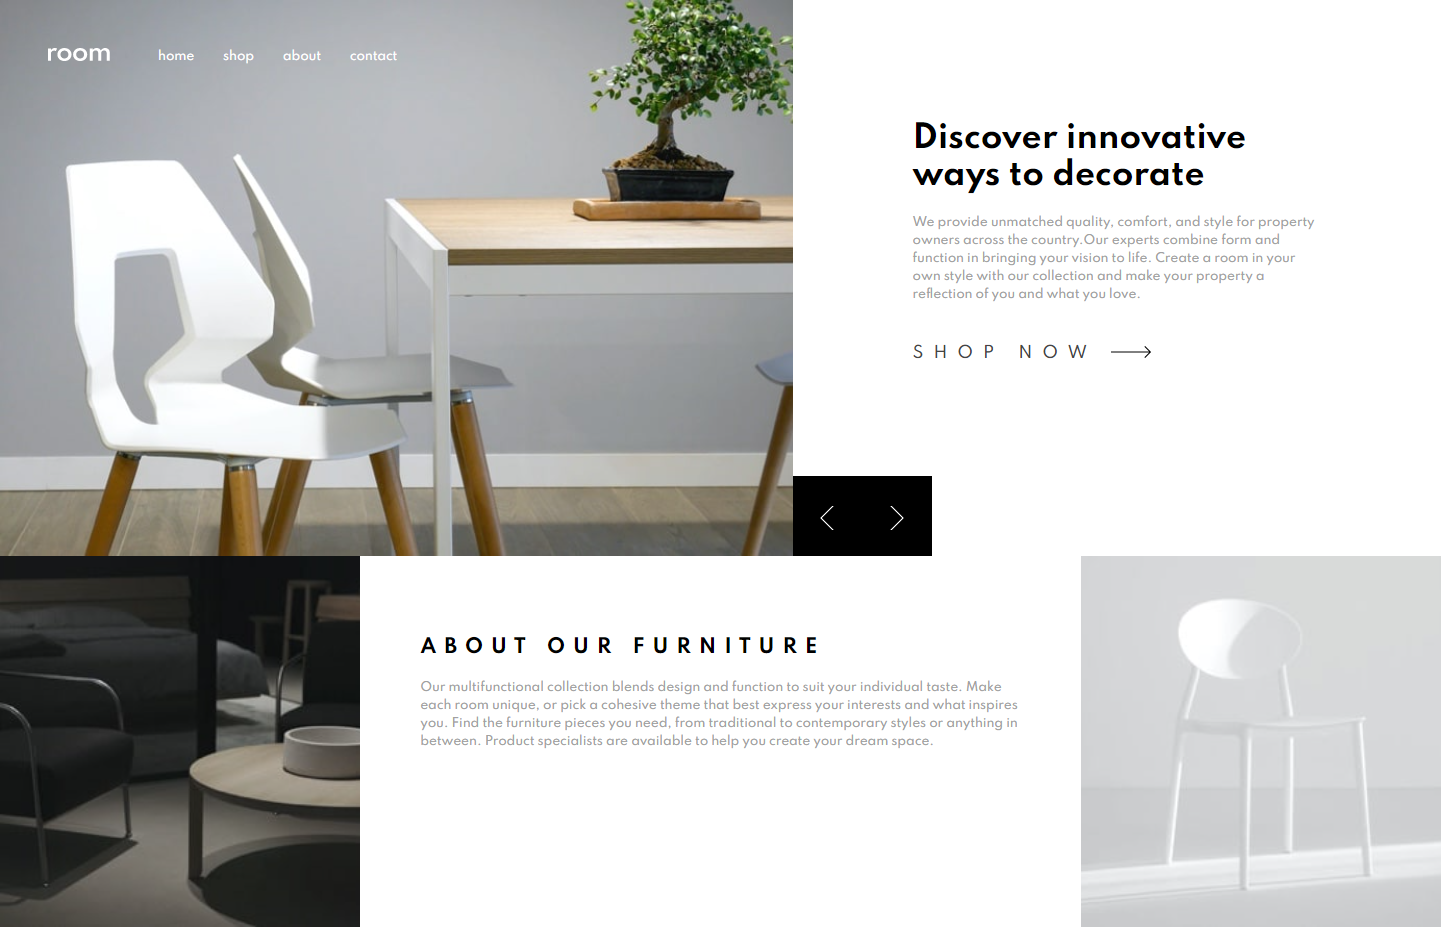 room
home shop about contact
Discover innovative
ways to decorate
We provide unmatched quality, comfort, and style for property
owners across the country.Our experts combine form and
function in bringing your vision to life. Create a room in your
own style with our collection and make your property a
reflection of you and what you love.
SHOP NOW
ABOUT OUR FURNITURE
Our multifunctional collection blends design and function to suit your individual taste. Make
each room unique, or pick a cohesive theme that best express your interests and what inspires
you. Find the furniture pieces you need, from traditional to contemporary styles or anything in
between. Product specialists are available to help you create your dream space.